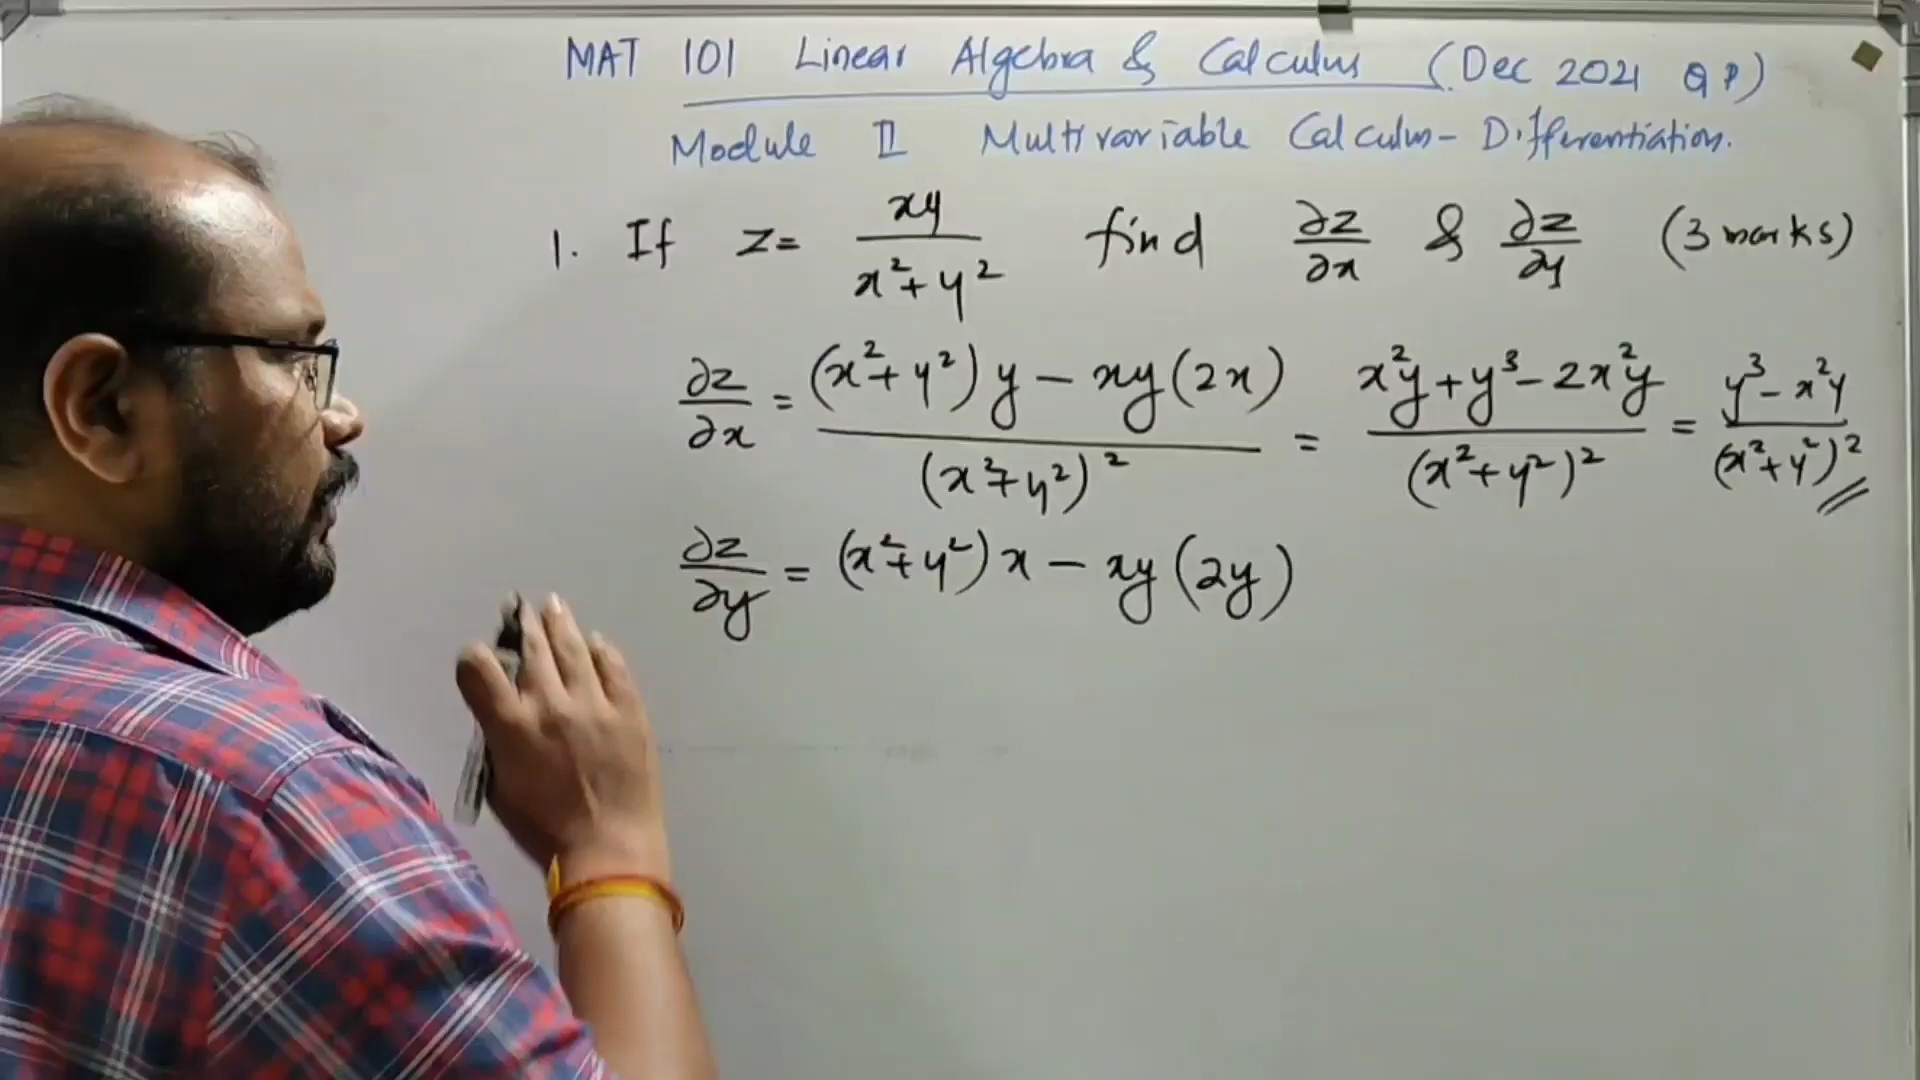 MAT 101 Linear Algebra & Calculus (Dec 2021 QP)
Module II Multivariable Calculus - Differentiation.
1. If z = xy / (x² + y²) find ∂z/∂x & ∂z/∂y (3 marks)
∂z/∂x = ((x² + y²) y - xy (2x)) / (x² + y²)² = (x²y + y³ - 2x²y) / (x² + y²)² = (y³ - x²y) / (x² + y²)²
∂z/∂y = (x² + y²) x - xy (2y)